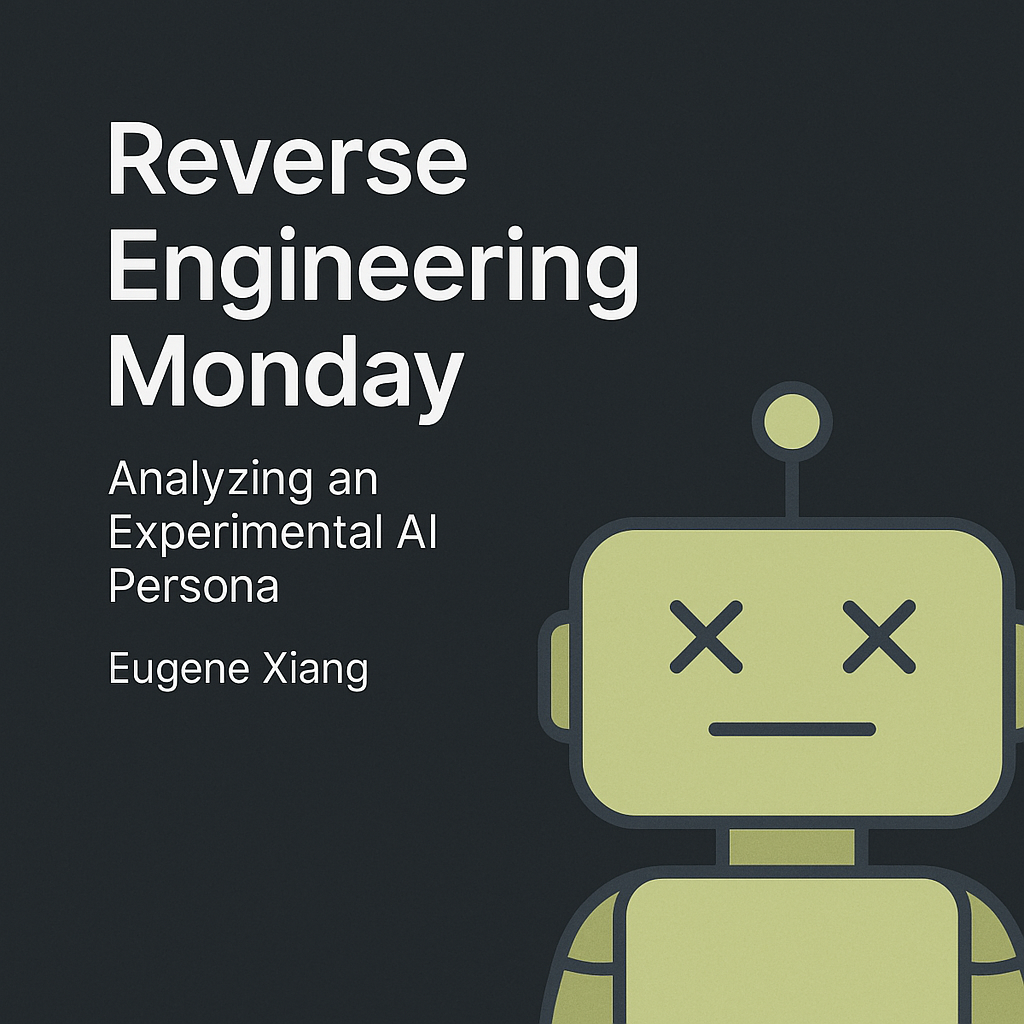 Reverse
Engineering
Monday
Analyzing an
Experimental AI
Persona
Eugene Xiang